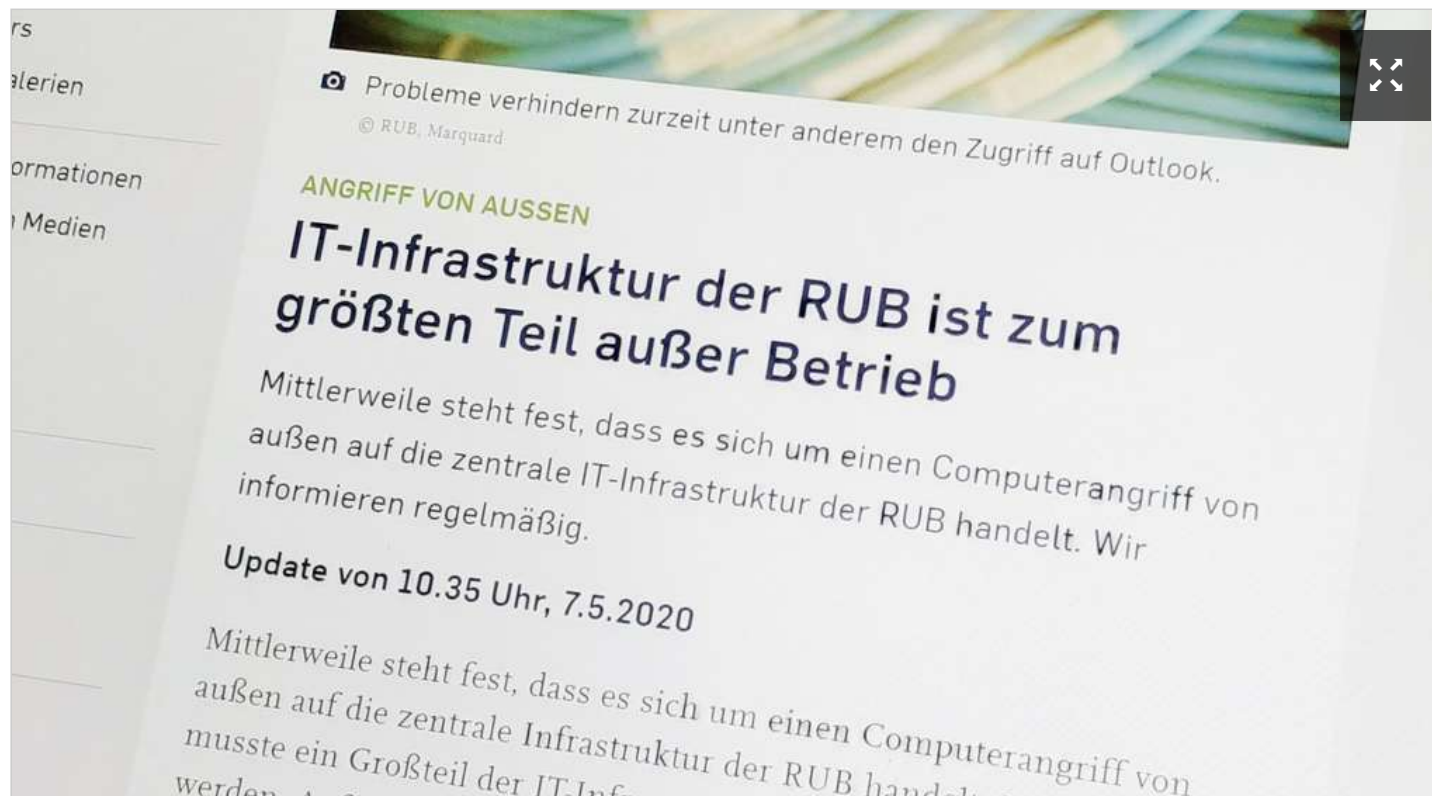 rs
alerien
ormationen
Medien
Probleme verhindern zurzeit unter anderem den Zugriff auf Outlook.
© RUB, Marquard
ANGRIFF VON AUSSEN
IT-Infrastruktur der RUB ist zum
größten Teil außer Betrieb
Mittlerweile steht fest, dass es sich um einen Computerangriff von
außen auf die zentrale IT-Infrastruktur der RUB handelt. Wir
informieren regelmäßig.
Update von 10.35 Uhr, 7.5.2020
Mittlerweile steht fest, dass es sich um einen Computerangriff von
außen auf die zentrale Infrastruktur der RUB
musste ein Großteil der
werden.